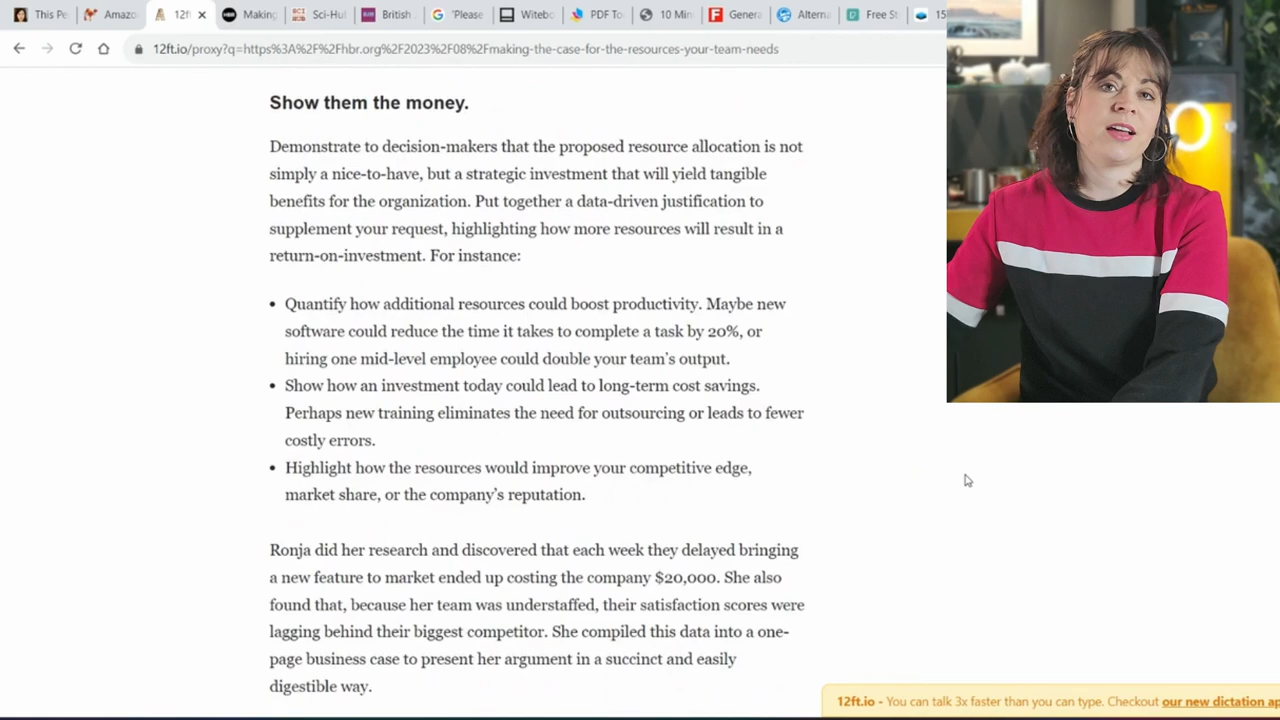 This Pe
Amazo
12ft
Making
Sci-Hu
British
"Please
Witebo
PDF To
10 Min
Genera
Alterna
Free St
15
12ft.io/proxy?q=https%3A%2F%2Fhbr.org%2F2023%2F08%2Fmaking-the-case-for-the-resources-your-team-needs
Show them the money.
Demonstrate to decision-makers that the proposed resource allocation is not
simply a nice-to-have, but a strategic investment that will yield tangible
benefits for the organization. Put together a data-driven justification to
supplement your request, highlighting how more resources will result in a
return-on-investment. For instance:
• Quantify how additional resources could boost productivity. Maybe new
software could reduce the time it takes to complete a task by 20%, or
hiring one mid-level employee could double your team's output.
• Show how an investment today could lead to long-term cost savings.
Perhaps new training eliminates the need for outsourcing or leads to fewer
costly errors.
• Highlight how the resources would improve your competitive edge,
market share, or the company's reputation.
Ronja did her research and discovered that each week they delayed bringing
a new feature to market ended up costing the company $20,000. She also
found that, because her team was understaffed, their satisfaction scores were
lagging behind their biggest competitor. She compiled this data into a one-
page business case to present her argument in a succinct and easily
digestible way.
12ft.io - You can talk 3x faster than you can type. Checkout our new dictation ap